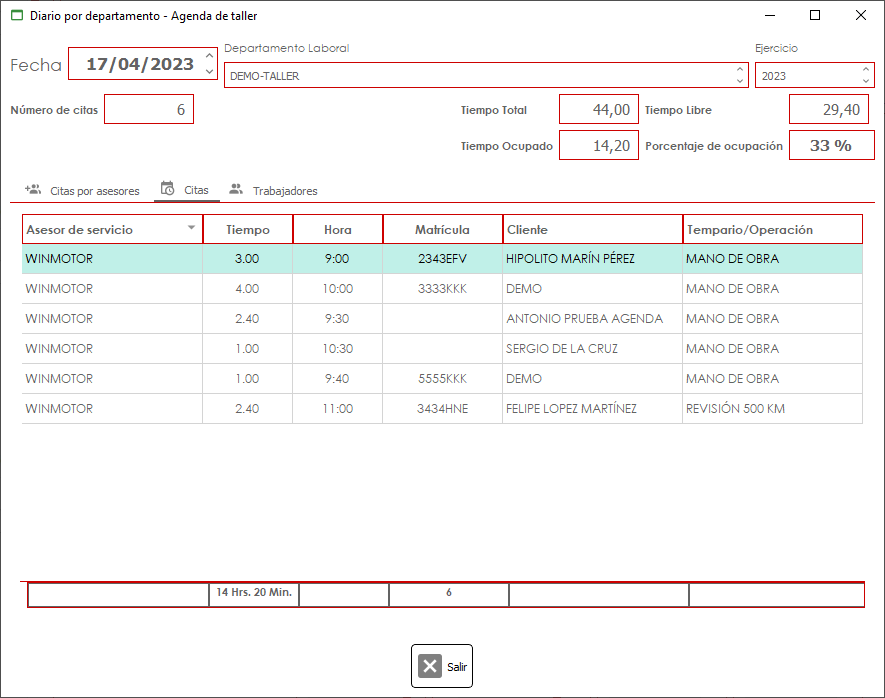 Diario por departamento - Agenda de taller
Fecha 17/04/2023
Departamento Laboral
DEMO-TALLER
Ejercicio
2023
Número de citas 6
Tiempo Total 44,00 Tiempo Libre 29,40
Tiempo Ocupado 14,20 Porcentaje de ocupación 33 %
Citas por asesores Citas Trabajadores
Asesor de servicio Tiempo Hora Matrícula Cliente Tempario/Operación
WINMOTOR 3.00 9:00 2343EFV HIPOLITO MARÍN PÉREZ MANO DE OBRA
WINMOTOR 4.00 10:00 3333KKK DEMO MANO DE OBRA
WINMOTOR 2.40 9:30 ANTONIO PRUEBA AGENDA MANO DE OBRA
WINMOTOR 1.00 10:30 SERGIO DE LA CRUZ MANO DE OBRA
WINMOTOR 1.00 9:40 5555KKK DEMO MANO DE OBRA
WINMOTOR 2.40 11:00 3434HNE FELIPE LOPEZ MARTÍNEZ REVISIÓN 500 KM
14 Hrs. 20 Min. 6
Salir